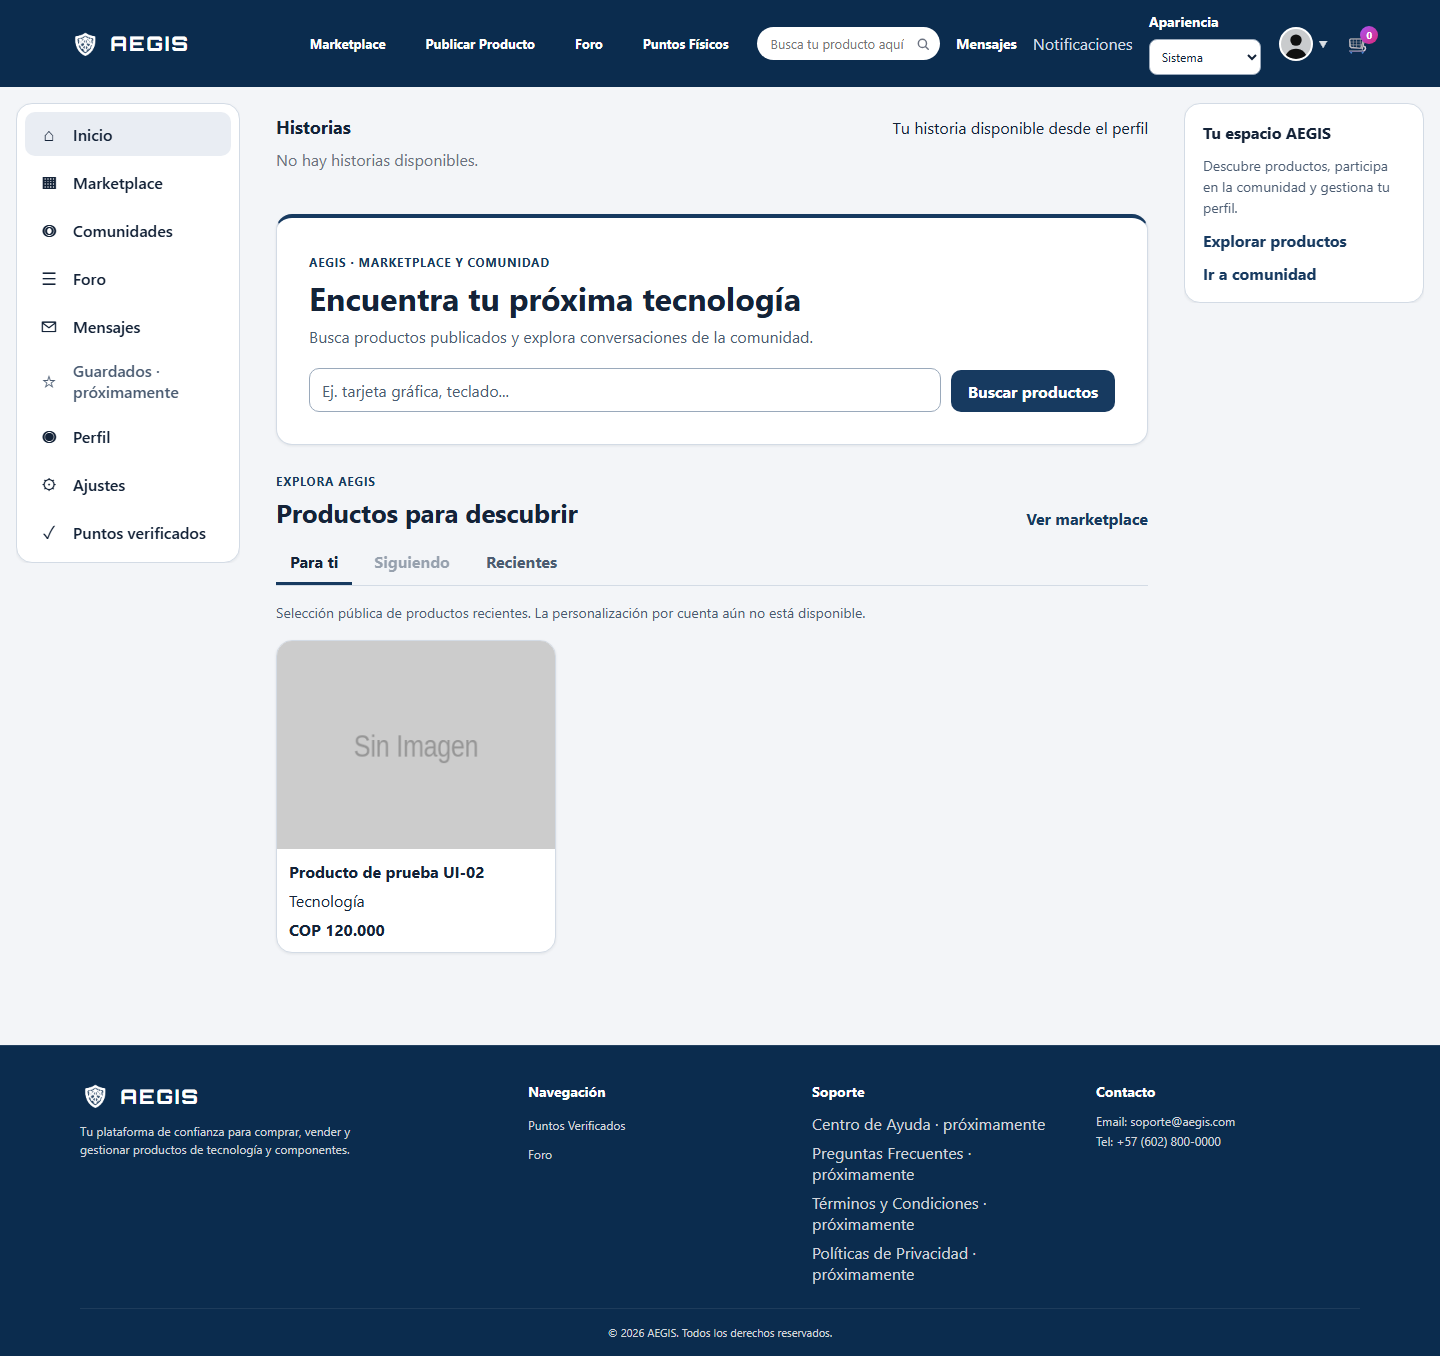 AEGIS
Marketplace
Publicar Producto
Foro
Puntos Físicos
Busca tu producto aquí
Mensajes
Notificaciones
Apariencia
Sistema
0
Inicio
Marketplace
Comunidades
Foro
Mensajes
Guardados ·
próximamente
Perfil
Ajustes
Puntos verificados
Historias
Tu historia disponible desde el perfil
No hay historias disponibles.
AEGIS · MARKETPLACE Y COMUNIDAD
Encuentra tu próxima tecnología
Busca productos publicados y explora conversaciones de la comunidad.
Ej. tarjeta gráfica, teclado...
Buscar productos
EXPLORA AEGIS
Productos para descubrir
Ver marketplace
Para ti
Siguiendo
Recientes
Selección pública de productos recientes. La personalización por cuenta aún no está disponible.
Sin Imagen
Producto de prueba UI-02
Tecnología
COP 120.000
Tu espacio AEGIS
Descubre productos, participa
en la comunidad y gestiona tu
perfil.
Explorar productos
Ir a comunidad
AEGIS
Tu plataforma de confianza para comprar, vender y
gestionar productos de tecnología y componentes.
Navegación
Puntos Verificados
Foro
Soporte
Centro de Ayuda · próximamente
Preguntas Frecuentes ·
próximamente
Términos y Condiciones ·
próximamente
Políticas de Privacidad ·
próximamente
Contacto
Email: soporte@aegis.com
Tel: +57 (602) 800-0000
© 2026 AEGIS. Todos los derechos reservados.